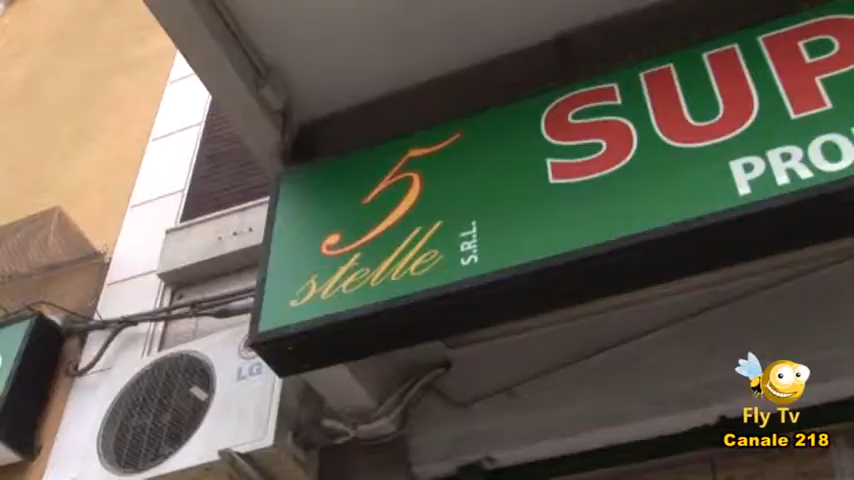 5
stelle
S.R.L.
SUP
PRO
LG
Fly Tv
Canale 218